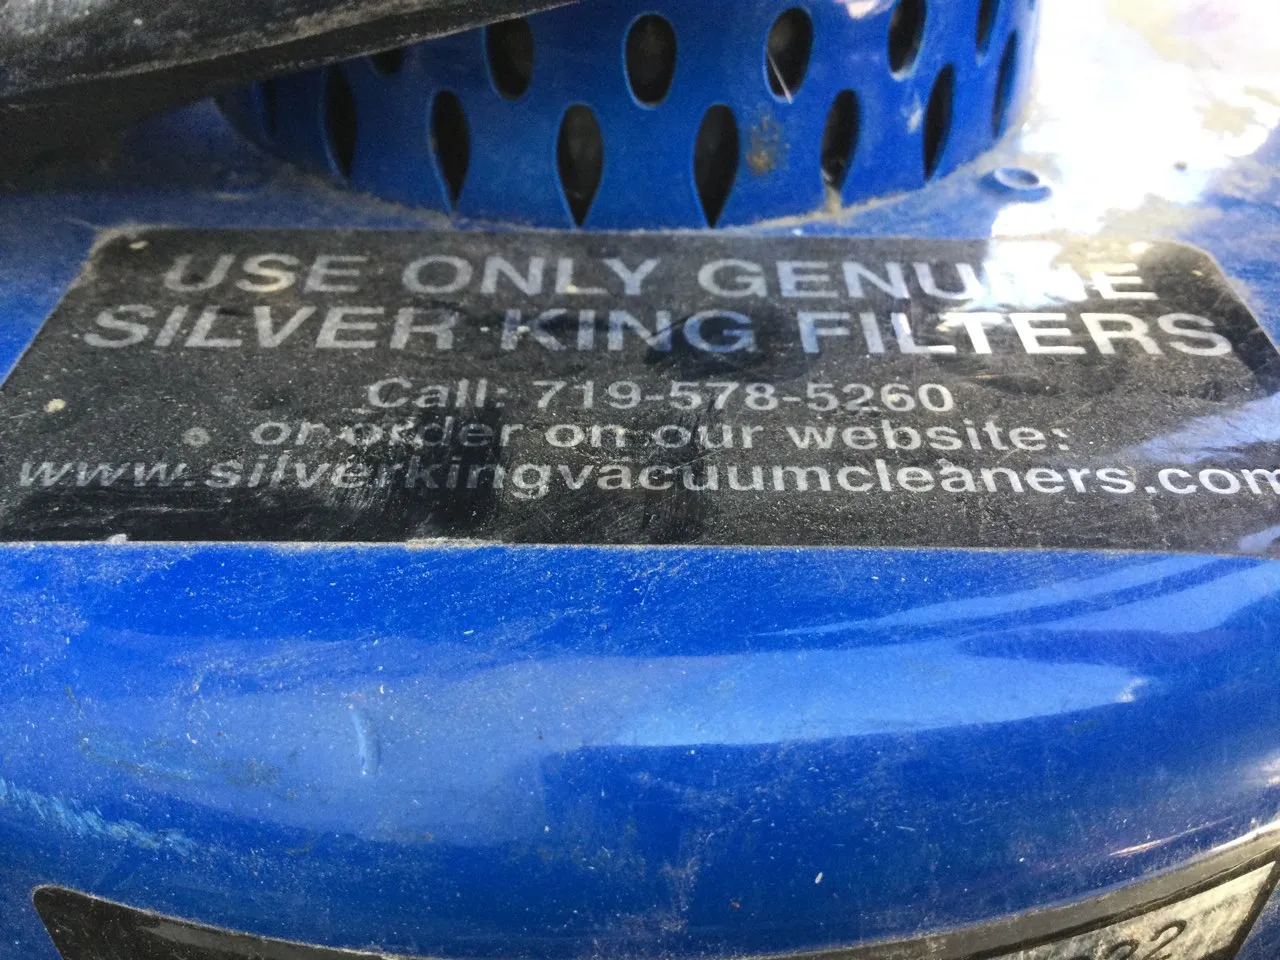 USE ONLY GENUINE
SILVER KING FILTERS
Call: 719-578-5260
or order on our website:
www.silverkingvacuumcleaners.com